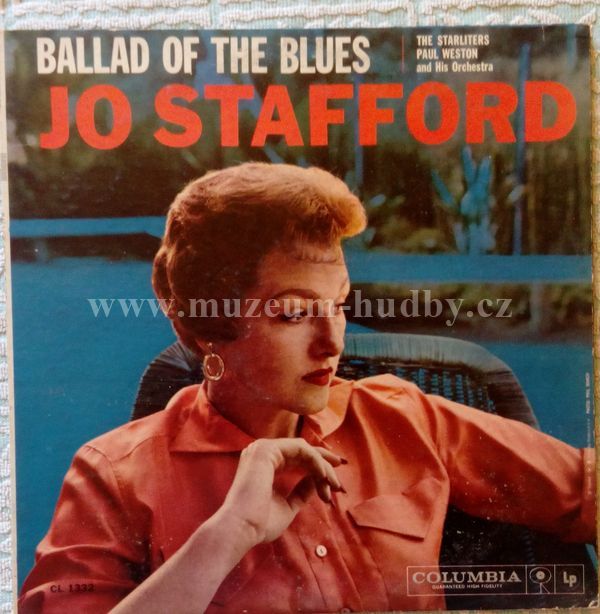 BALLAD OF THE BLUES
THE STARLITERS
PAUL WESTON
and His Orchestra
JO STAFFORD
www.muzeum-hudby.cz
CL 1332
COLUMBIA
GUARANTEED HIGH FIDELITY
Lp